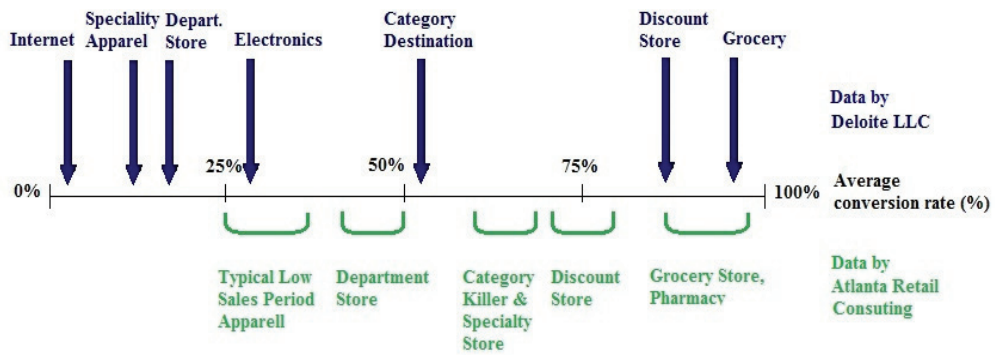 Internet
Speciality
Apparel
Depart.
Store
Electronics
Category
Destination
Discount
Store
Grocery
Data by
Deloite LLC
0%
25%
50%
75%
100%
Average
conversion rate (%)
Typical Low
Sales Period
Apparell
Department
Store
Category
Killer &
Specialty
Store
Discount
Store
Grocery Store,
Pharmacy
Data by
Atlanta Retail
Consuting